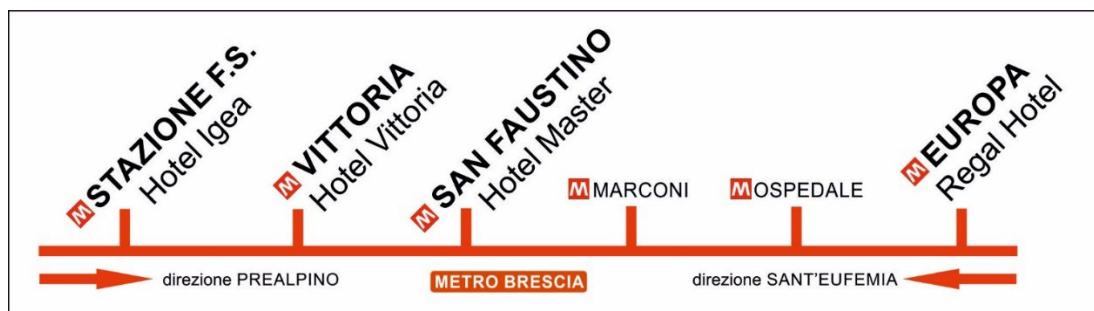 M STAZIONE F.S.
Hotel Igea
M VITTORIA
Hotel Vittoria
M SAN FAUSTINO
Hotel Master
M MARCONI
M OSPEDALE
M EUROPA
Regal Hotel
direzione PREALPINO
METRO BRESCIA
direzione SANT'EUFEMIA